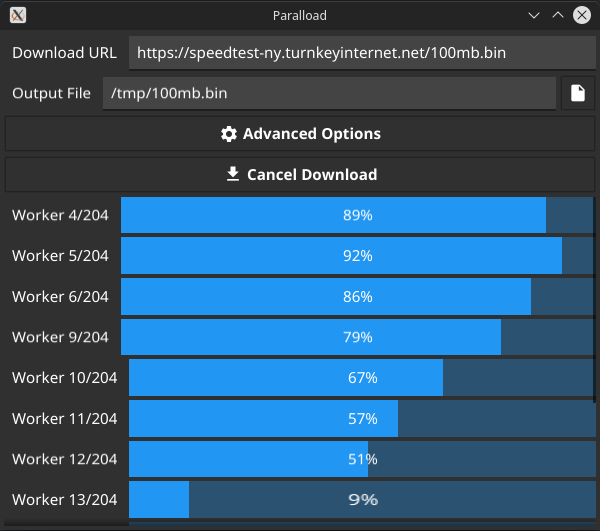 Paralload
Download URL https://speedtest-ny.turnkeyinternet.net/100mb.bin
Output File /tmp/100mb.bin
Advanced Options
Cancel Download
Worker 4/204 89%
Worker 5/204 92%
Worker 6/204 86%
Worker 9/204 79%
Worker 10/204 67%
Worker 11/204 57%
Worker 12/204 51%
Worker 13/204 9%